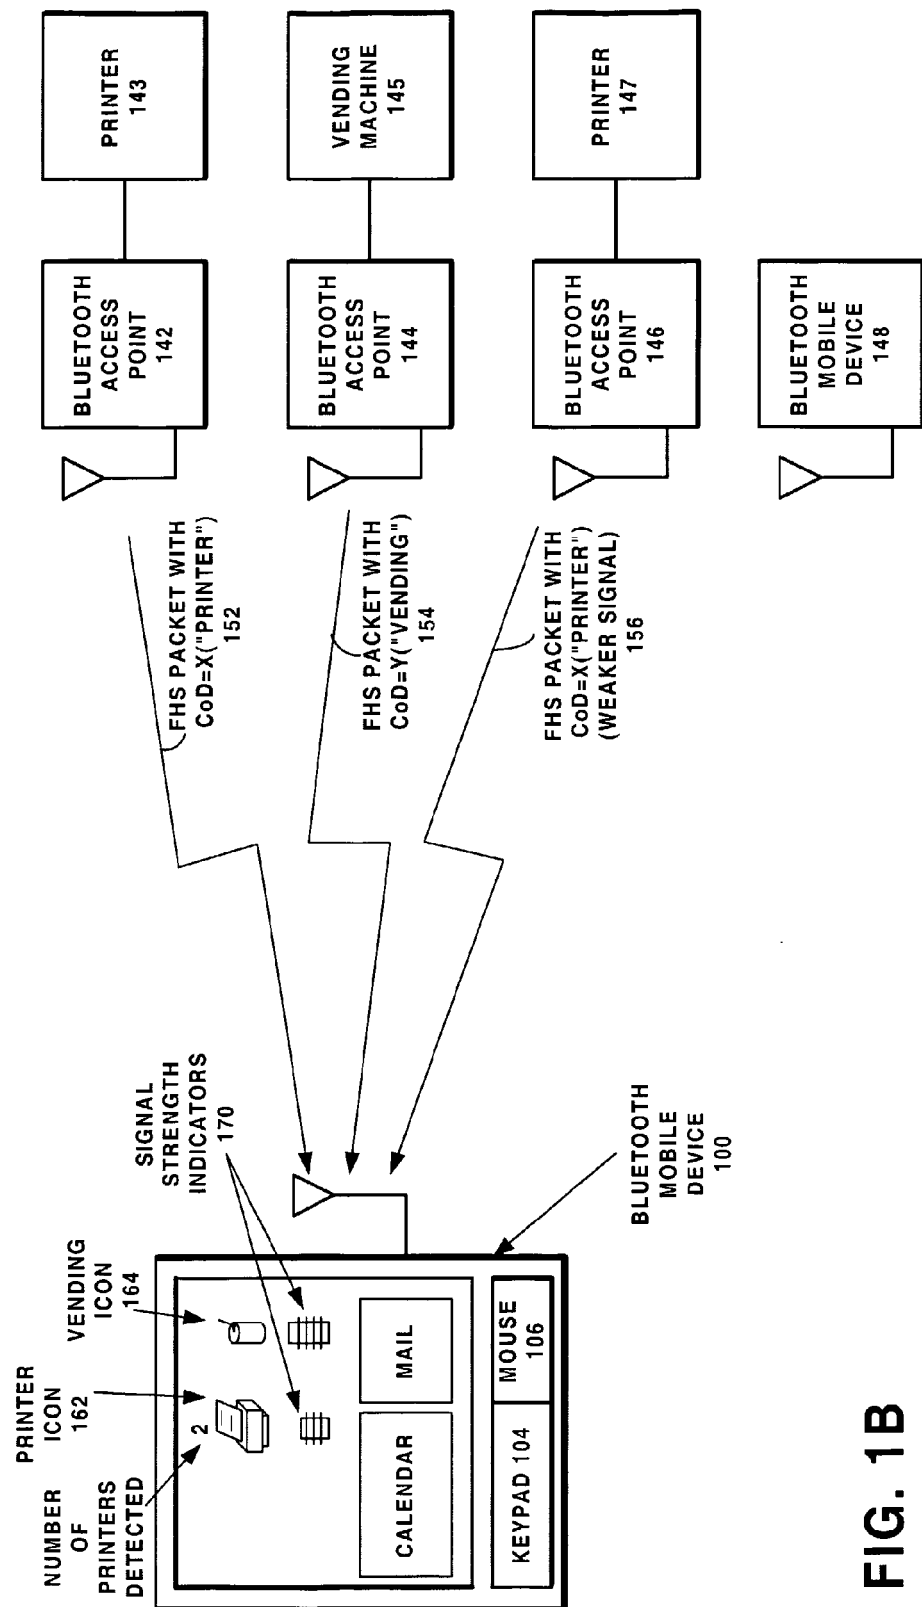 NUMBER
OF
PRINTERS
DETECTED
PRINTER
ICON
162
VENDING
ICON
164
SIGNAL
STRENGTH
INDICATORS
170
2
CALENDAR
MAIL
KEYPAD 104
MOUSE
106
BLUETOOTH
MOBILE
DEVICE
100
FHS PACKET WITH
CoD=X("PRINTER")
152
FHS PACKET WITH
CoD=Y("VENDING")
154
FHS PACKET WITH
CoD=X("PRINTER")
(WEAKER SIGNAL)
156
BLUETOOTH
ACCESS
POINT
142
PRINTER
143
BLUETOOTH
ACCESS
POINT
144
VENDING
MACHINE
145
BLUETOOTH
ACCESS
POINT
146
PRINTER
147
BLUETOOTH
MOBILE
DEVICE
148
FIG. 1B